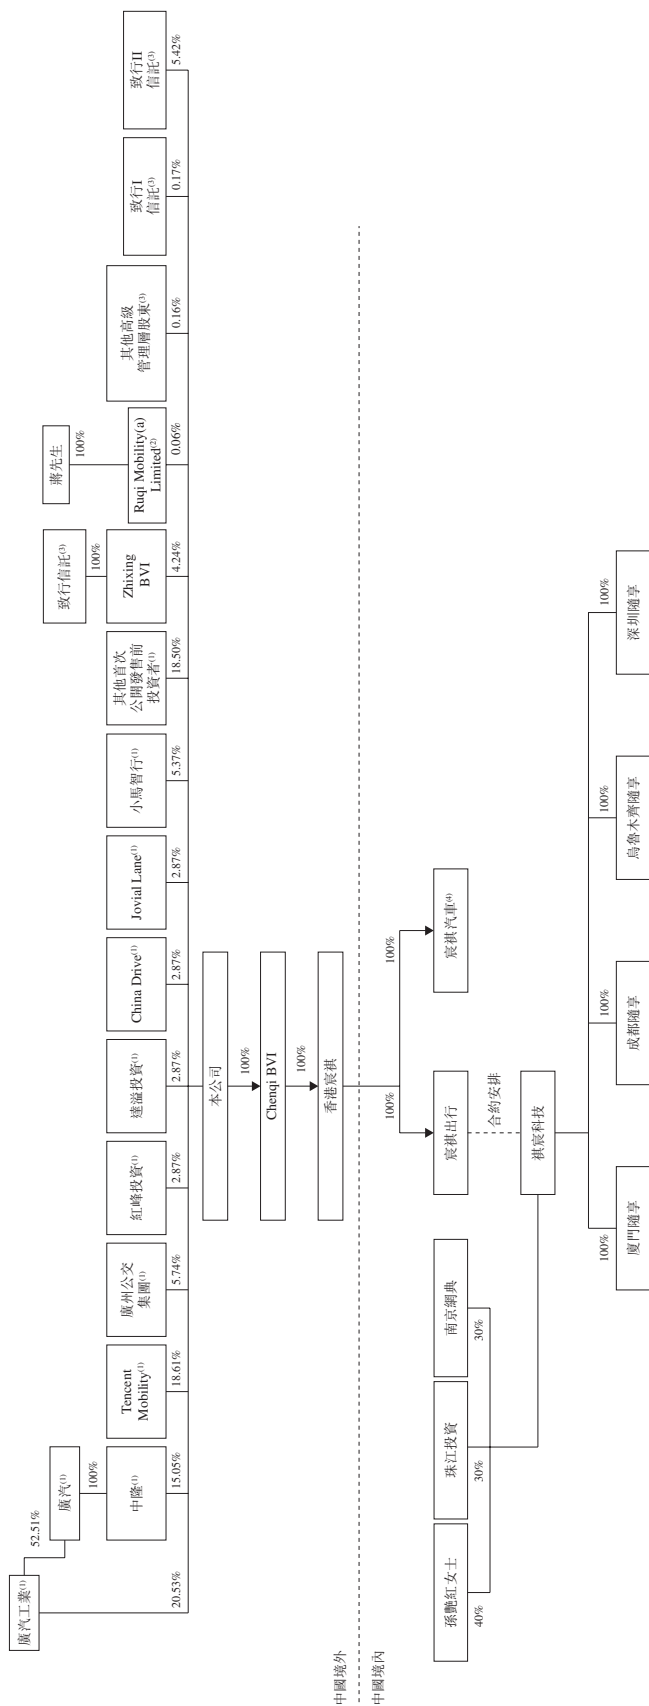 廣汽工業(1)
52.51%
廣汽(1)
100%
中隆(1)
Tencent
Mobility(1)
廣州公交
集團(1)
紅峰投資(1)
達溢投資(1)
China Drive(1)
Jovial Lane(1)
小馬智行(1)
其他首次
公開發售前
投資者(1)
致行信託(3)
100%
Zhixing
BVI
蔣先生
100%
Ruqi Mobility(a)
Limited(2)
其他高級
管理層股東(3)
致行I
信託(3)
致行II
信託(3)
20.53%
15.05%
18.61%
5.74%
2.87%
2.87%
2.87%
2.87%
5.37%
18.50%
4.24%
0.06%
0.16%
0.17%
5.42%
本公司
100%
Chenqi BVI
100%
香港宸祺
中國境外
中國境內
100%
100%
孫艷紅女士
珠江投資
南京網典
宸祺出行
宸祺汽車(4)
40%
30%
30%
合約安排
祺宸科技
100%
100%
100%
100%
廈門隨享
成都隨享
烏魯木齊隨享
深圳隨享